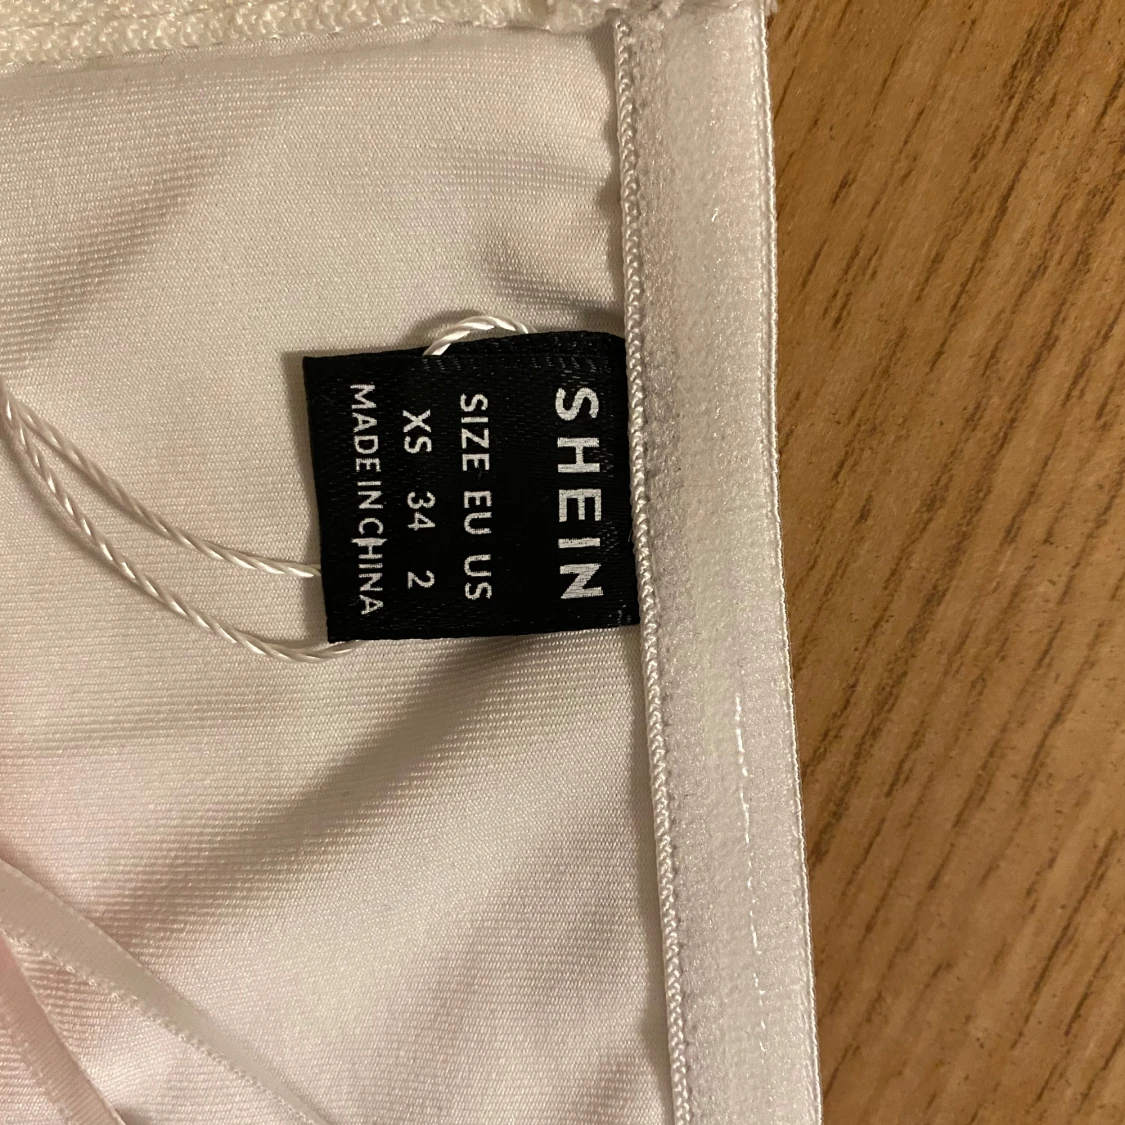 SHEIN
SIZE EU US
XS 34 2
MADE IN CHINA